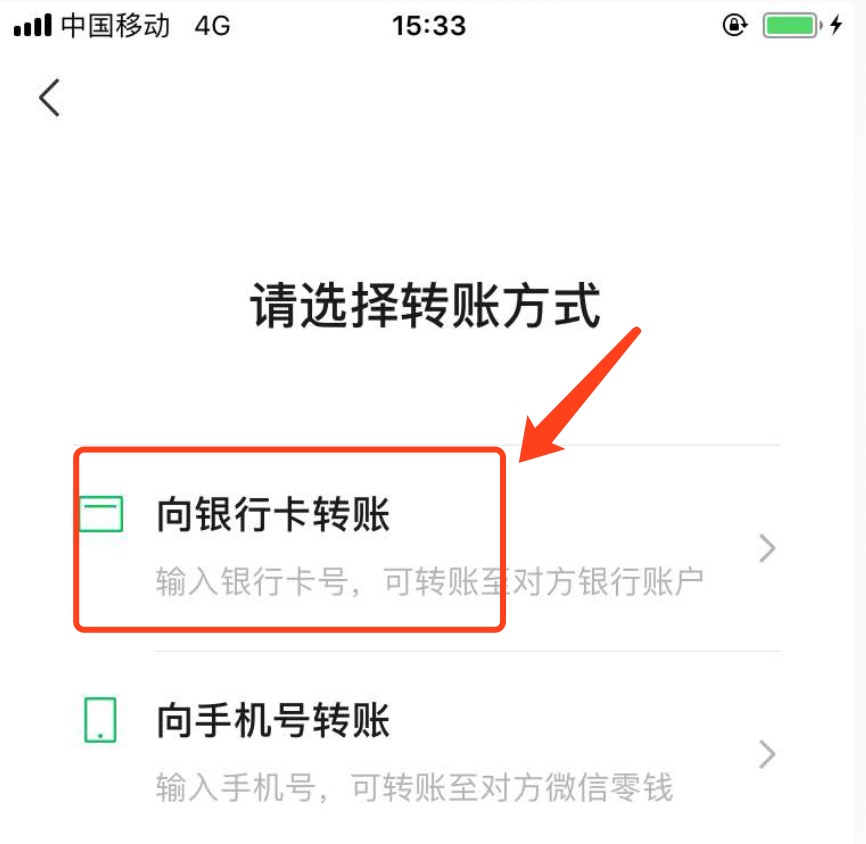 中国移动 4G 15:33
请选择转账方式
向银行卡转账
输入银行卡号，可转账至对方银行账户
向手机号转账
输入手机号，可转账至对方微信零钱